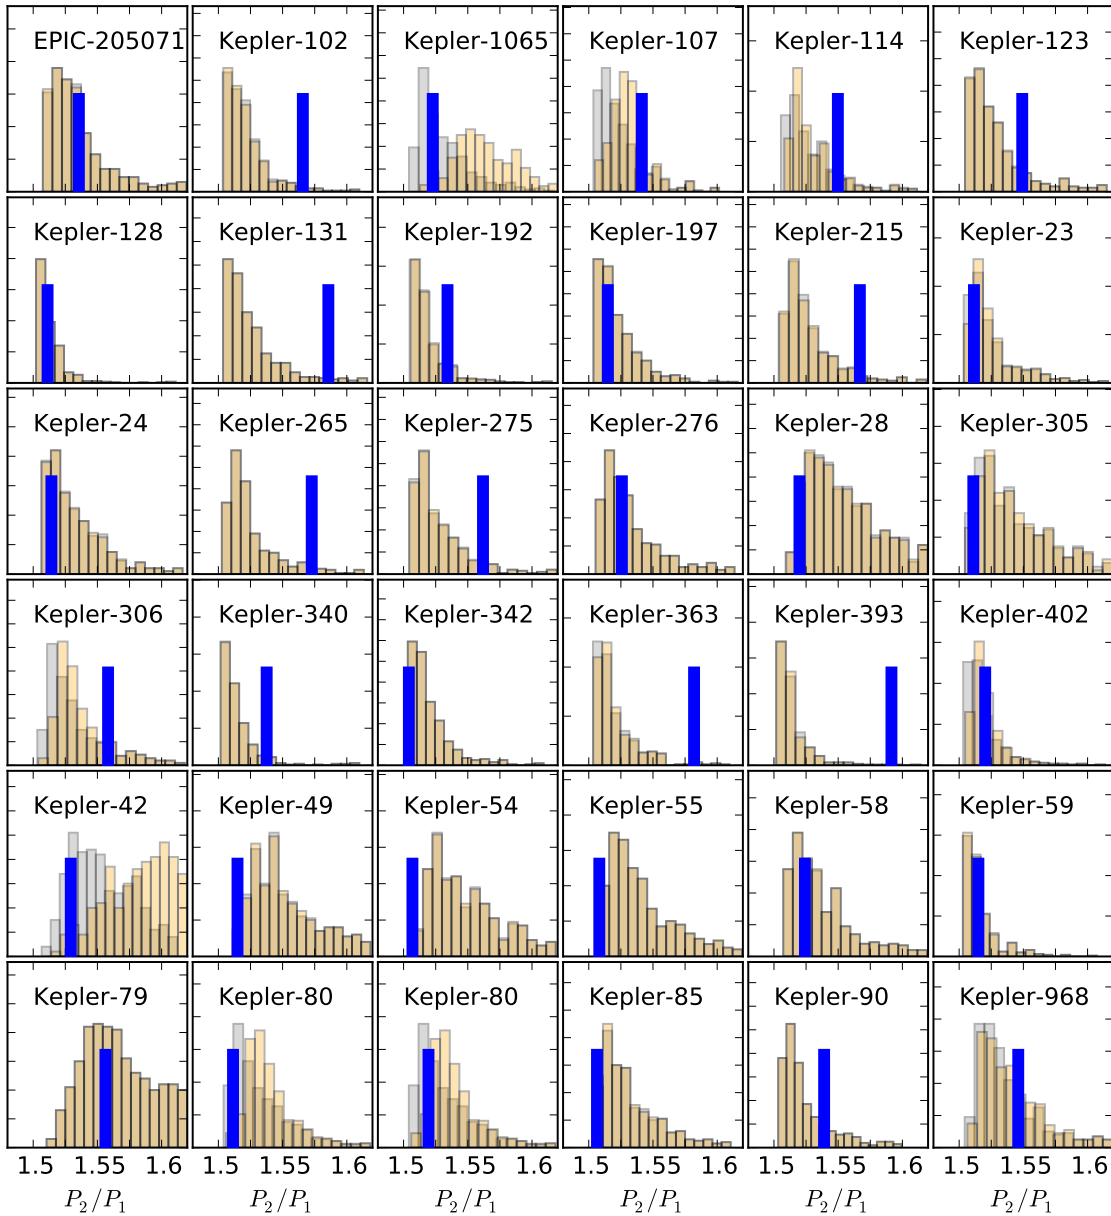 EPIC-205071 Kepler-102 Kepler-1065 Kepler-107 Kepler-114 Kepler-123
Kepler-128 Kepler-131 Kepler-192 Kepler-197 Kepler-215 Kepler-23
Kepler-24 Kepler-265 Kepler-275 Kepler-276 Kepler-28 Kepler-305
Kepler-306 Kepler-340 Kepler-342 Kepler-363 Kepler-393 Kepler-402
Kepler-42 Kepler-49 Kepler-54 Kepler-55 Kepler-58 Kepler-59
Kepler-79 Kepler-80 Kepler-80 Kepler-85 Kepler-90 Kepler-968
1.5 1.55 1.6 1.5 1.55 1.6 1.5 1.55 1.6 1.5 1.55 1.6 1.5 1.55 1.6 1.5 1.55 1.6
P₂/P₁ P₂/P₁ P₂/P₁ P₂/P₁ P₂/P₁ P₂/P₁